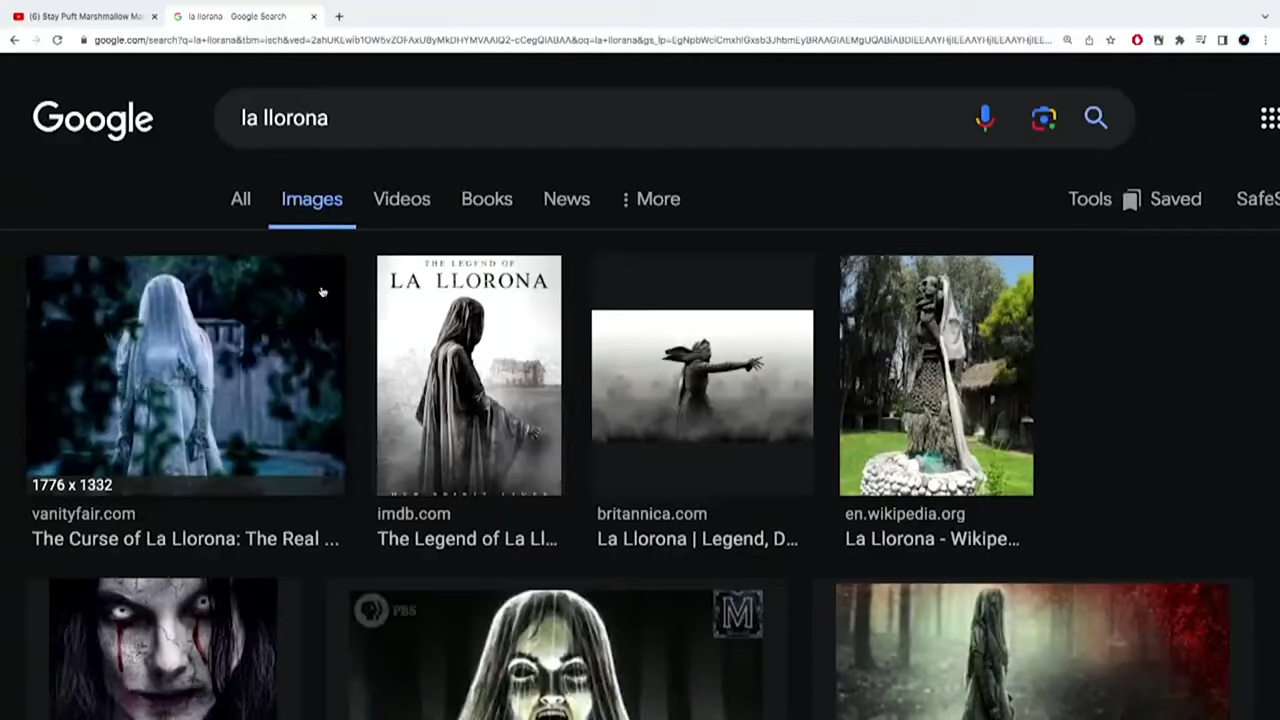 (6) Stay Puft Marshmallow Ma
la llorona - Google Search
Google
la llorona
All
Images
Videos
Books
News
More
Tools
Saved
SafeS
THE LEGEND OF
LA LLORONA
1776 x 1332
vanityfair.com
The Curse of La Llorona: The Real ...
imdb.com
The Legend of La Ll...
britannica.com
La Llorona | Legend, D...
en.wikipedia.org
La Llorona - Wikipe...
PBS
M